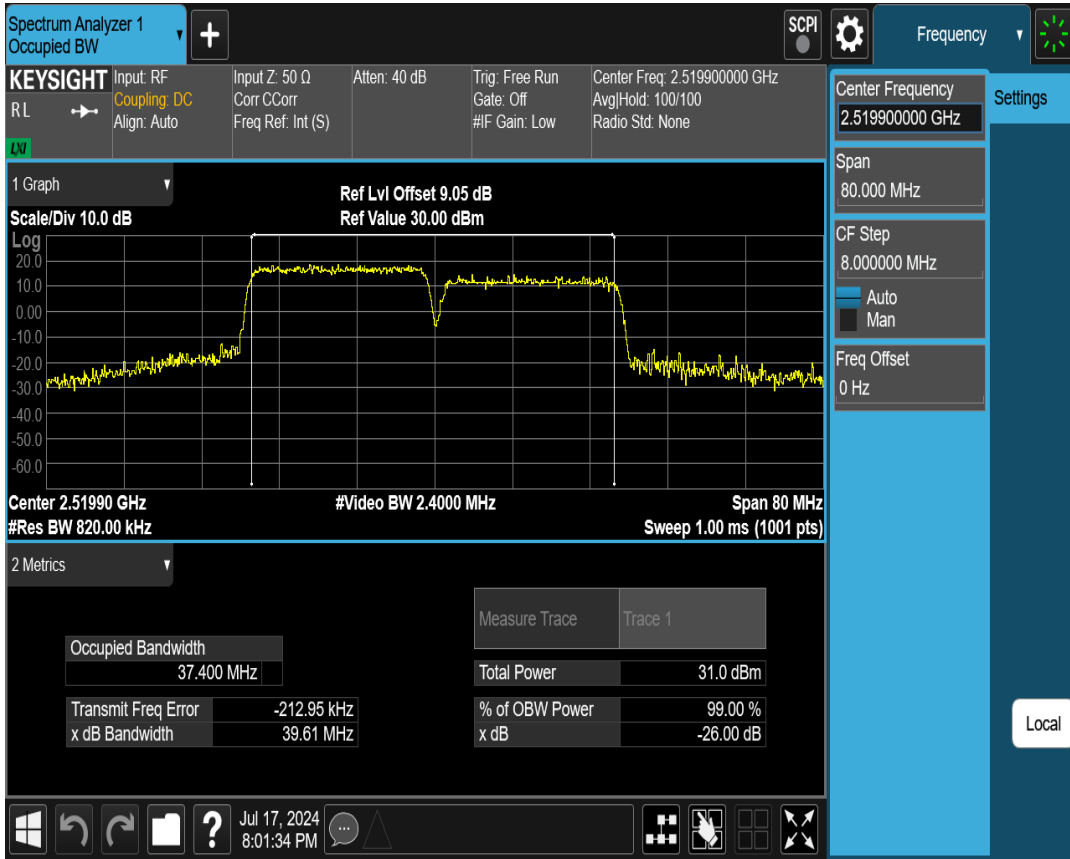 Spectrum Analyzer 1
Occupied BW
+
SCPI
Frequency
KEYSIGHT
R L
LXI
Input: RF
Coupling: DC
Align: Auto
Input Z: 50 Ω
Corr CCorr
Freq Ref: Int (S)
Atten: 40 dB
Trig: Free Run
Gate: Off
#IF Gain: Low
Center Freq: 2.519900000 GHz
Avg|Hold: 100/100
Radio Std: None
Center Frequency
2.519900000 GHz
Settings
Span
80.000 MHz
CF Step
8.000000 MHz
Auto
Man
Freq Offset
0 Hz
1 Graph
Ref Lvl Offset 9.05 dB
Scale/Div 10.0 dB
Ref Value 30.00 dBm
Log
20.0
10.0
0.00
-10.0
-20.0
-30.0
-40.0
-50.0
-60.0
Center 2.51990 GHz
#Video BW 2.4000 MHz
Span 80 MHz
#Res BW 820.00 kHz
Sweep 1.00 ms (1001 pts)
2 Metrics
Measure Trace
Trace 1
Occupied Bandwidth
37.400 MHz
Total Power
31.0 dBm
Transmit Freq Error
-212.95 kHz
% of OBW Power
99.00 %
x dB Bandwidth
39.61 MHz
x dB
-26.00 dB
Local
?
Jul 17, 2024
8:01:34 PM